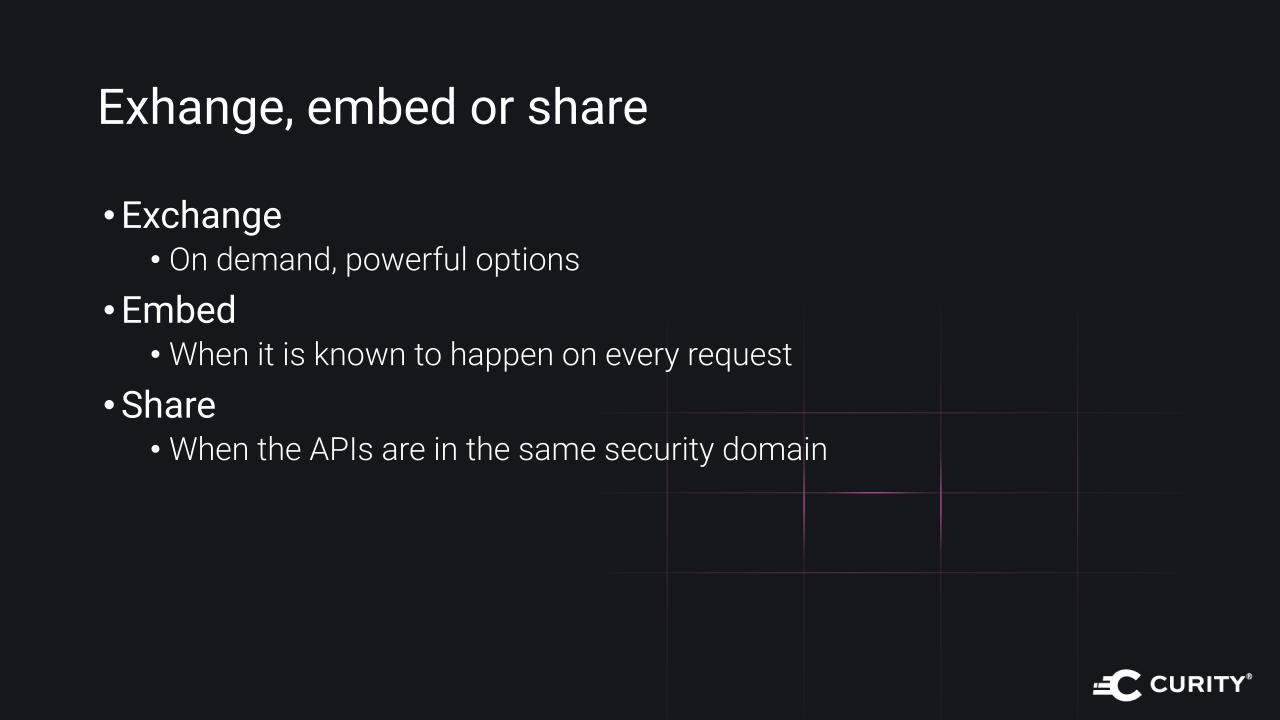 Exhange, embed or share
• Exchange
• On demand, powerful options
• Embed
• When it is known to happen on every request
• Share
• When the APIs are in the same security domain
CURITY®